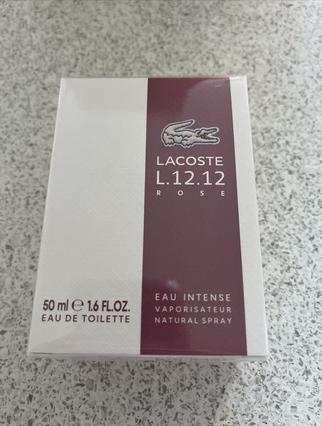 LACOSTE
L.12.12
ROSE
50 ml e 1.6 FL.OZ.
EAU DE TOILETTE
EAU INTENSE
VAPORISATEUR
NATURAL SPRAY